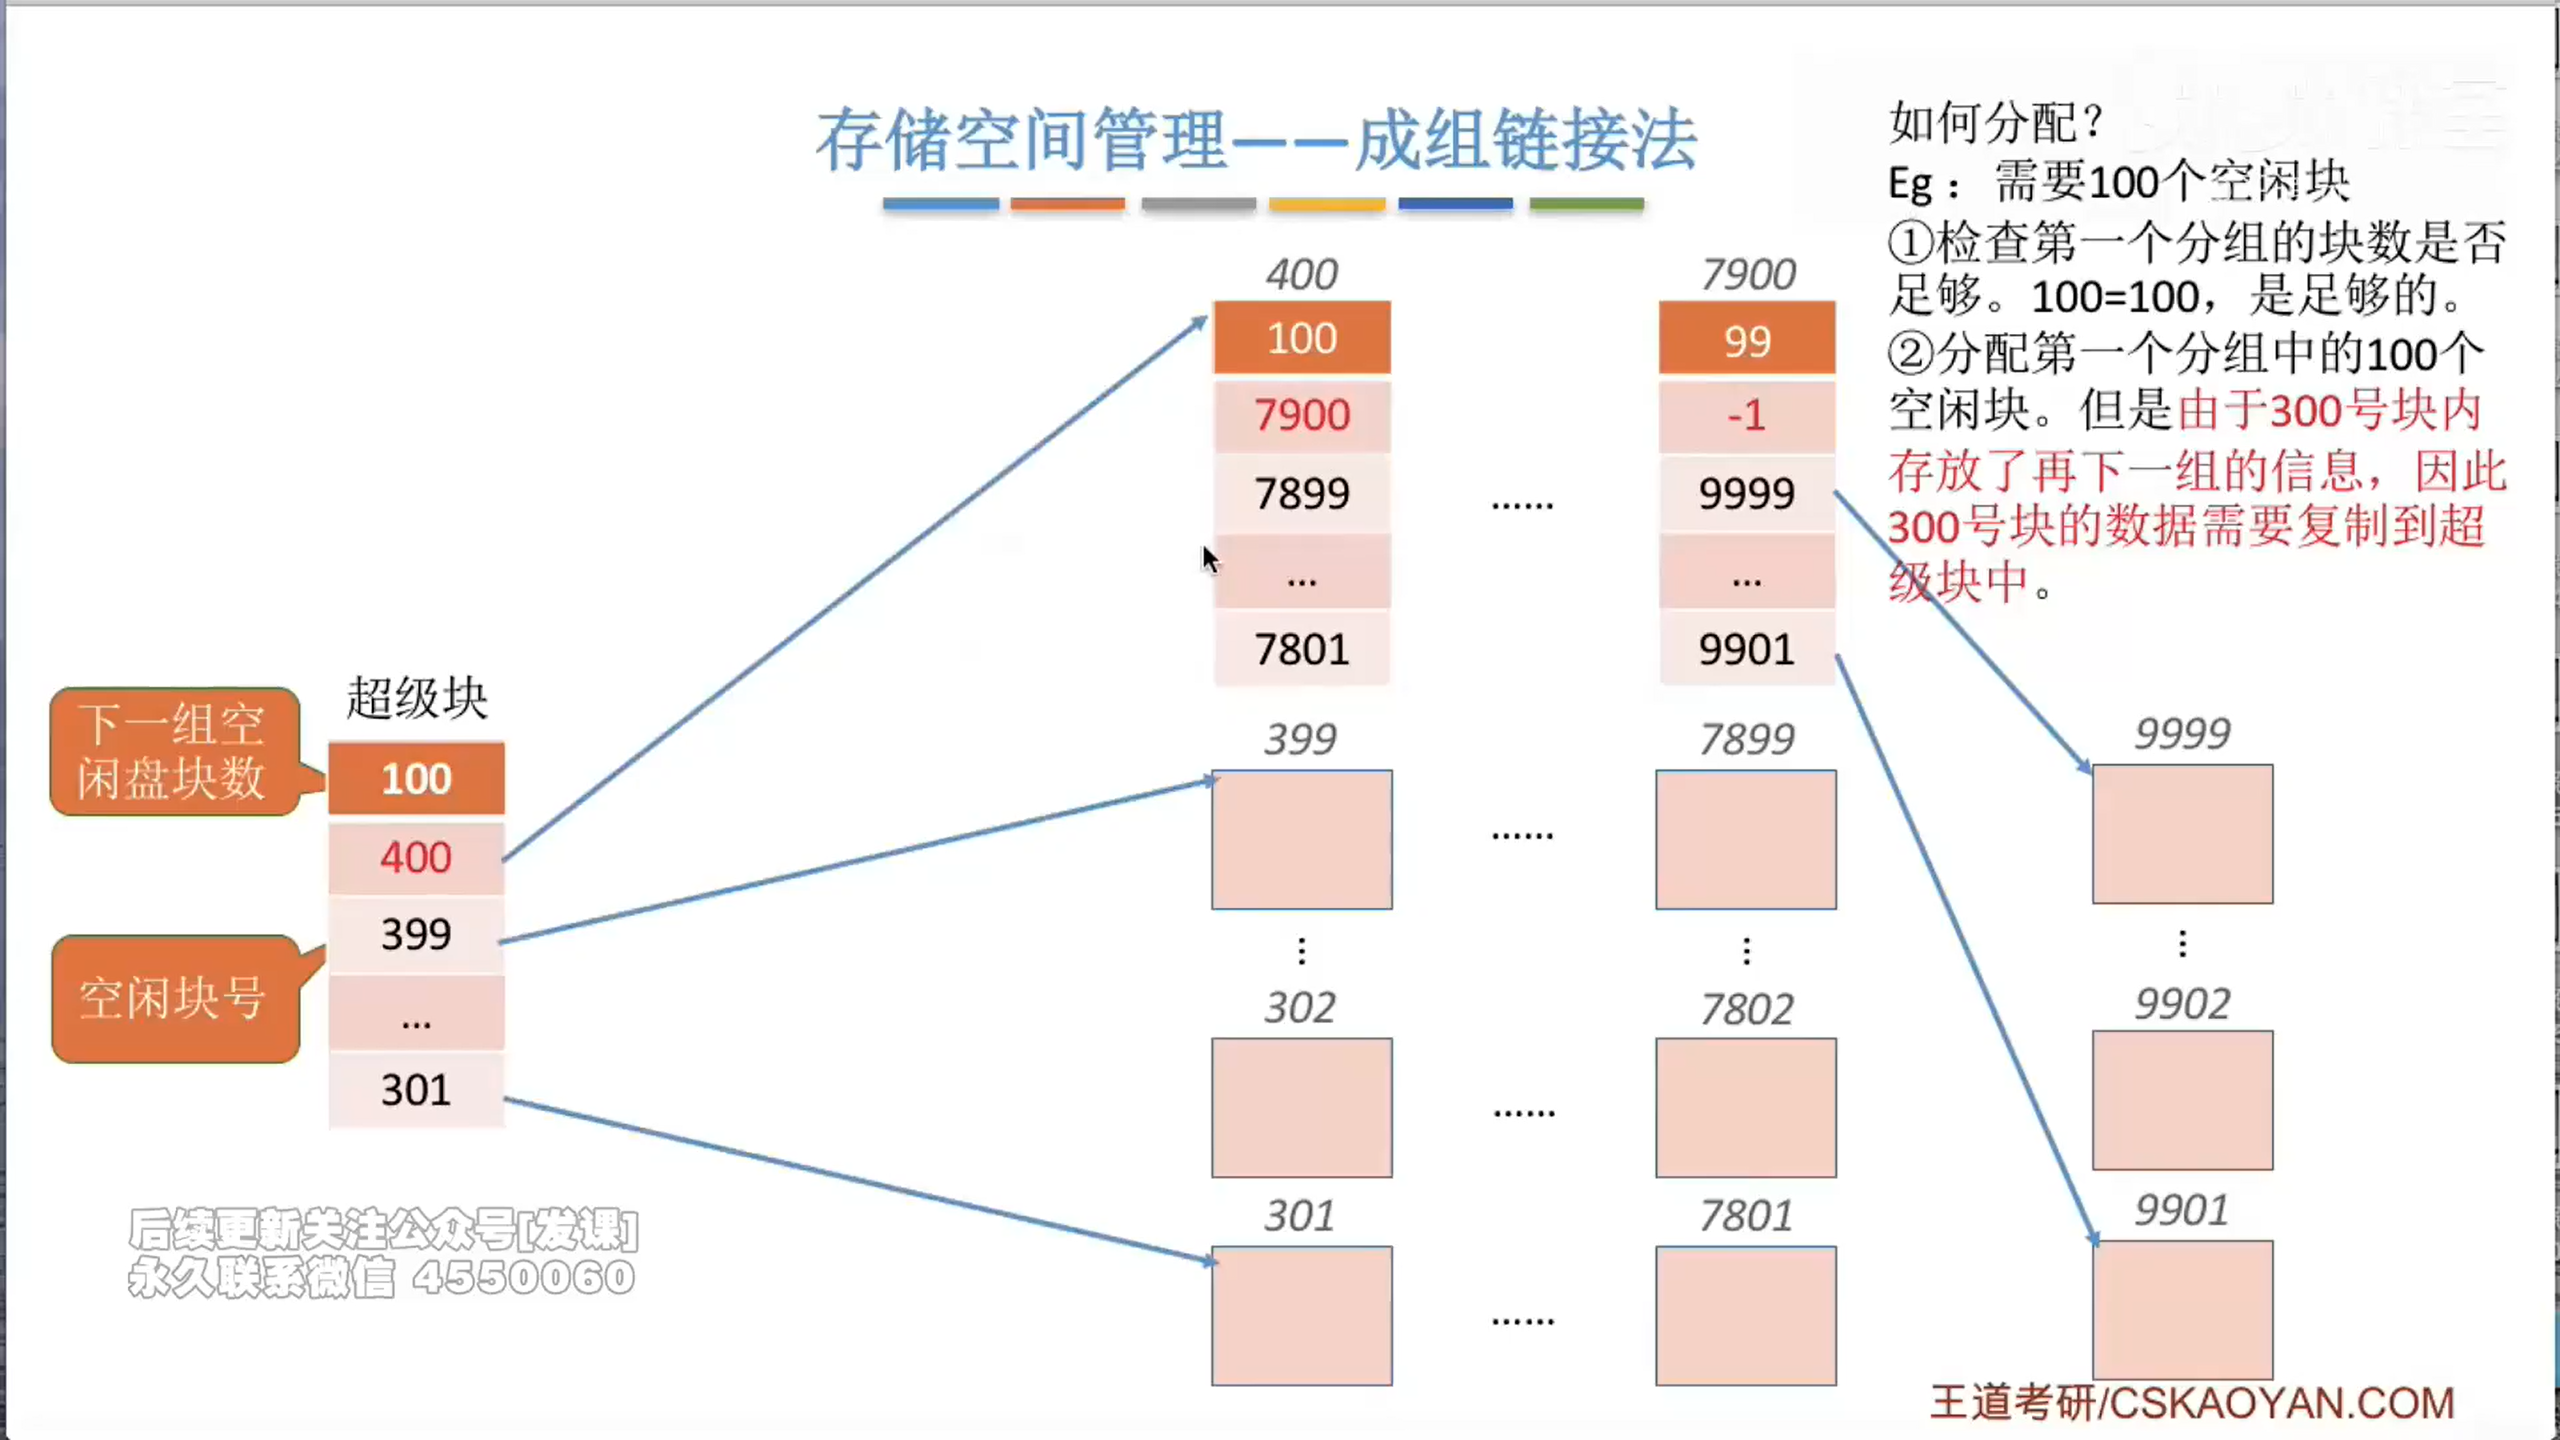 存储空间管理——成组链接法
如何分配？
Eg： 需要100个空闲块
①检查第一个分组的块数是否
足够。100=100，是足够的。
②分配第一个分组中的100个
空闲块。但是由于300号块内
存放了再下一组的信息，因此
300号块的数据需要复制到超
级块中。
下一组空
闲盘块数
空闲块号
超级块
100
400
399
...
301
400
100
7900
7899
...
7801
399
⋮
302
301
......
......
......
......
7900
99
-1
9999
...
9901
7899
⋮
7802
7801
9999
⋮
9902
9901
后续更新关注公众号[发课]
永久联系微信 4550060
王道考研/CSKAOYAN.COM